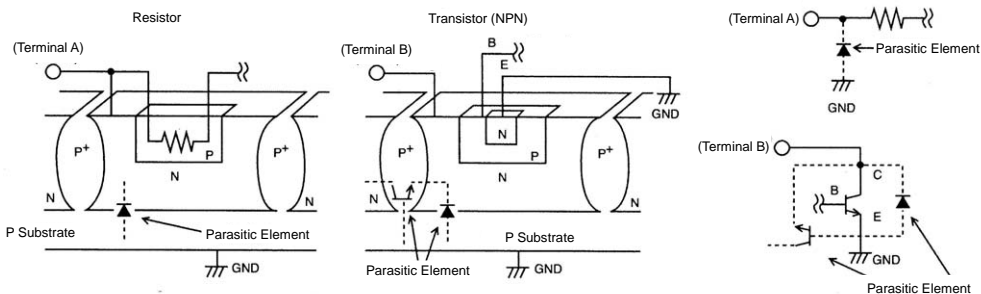 Resistor
(Terminal A)
P+
P+
P
N
N
N
Parasitic Element
P Substrate
GND
Transistor (NPN)
(Terminal B)
B
E
GND
P+
P+
N
P
N
N
N
P Substrate
Parasitic Element
GND
Terminal A)
Parasitic Element
GND
(Terminal B)
C
B
E
GND
Parasitic Element